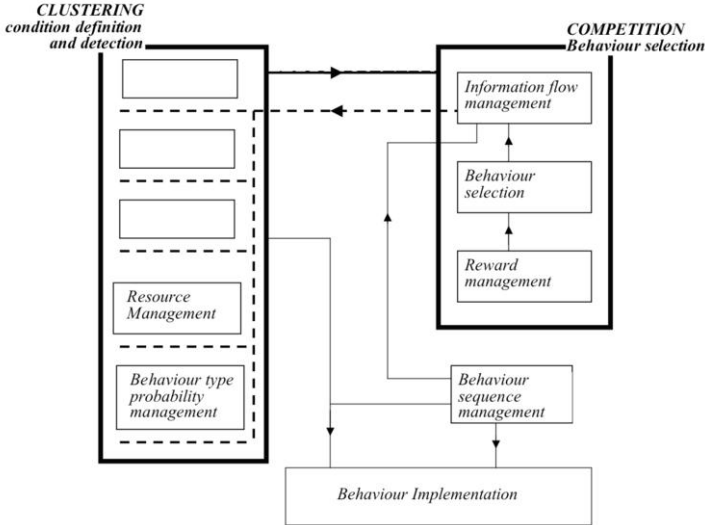 CLUSTERING
condition definition
and detection
COMPETITION
Behaviour selection
Information flow
management
Behaviour
selection
Reward
management
Resource
Management
Behaviour type
probability
management
Behaviour
sequence
management
Behaviour Implementation